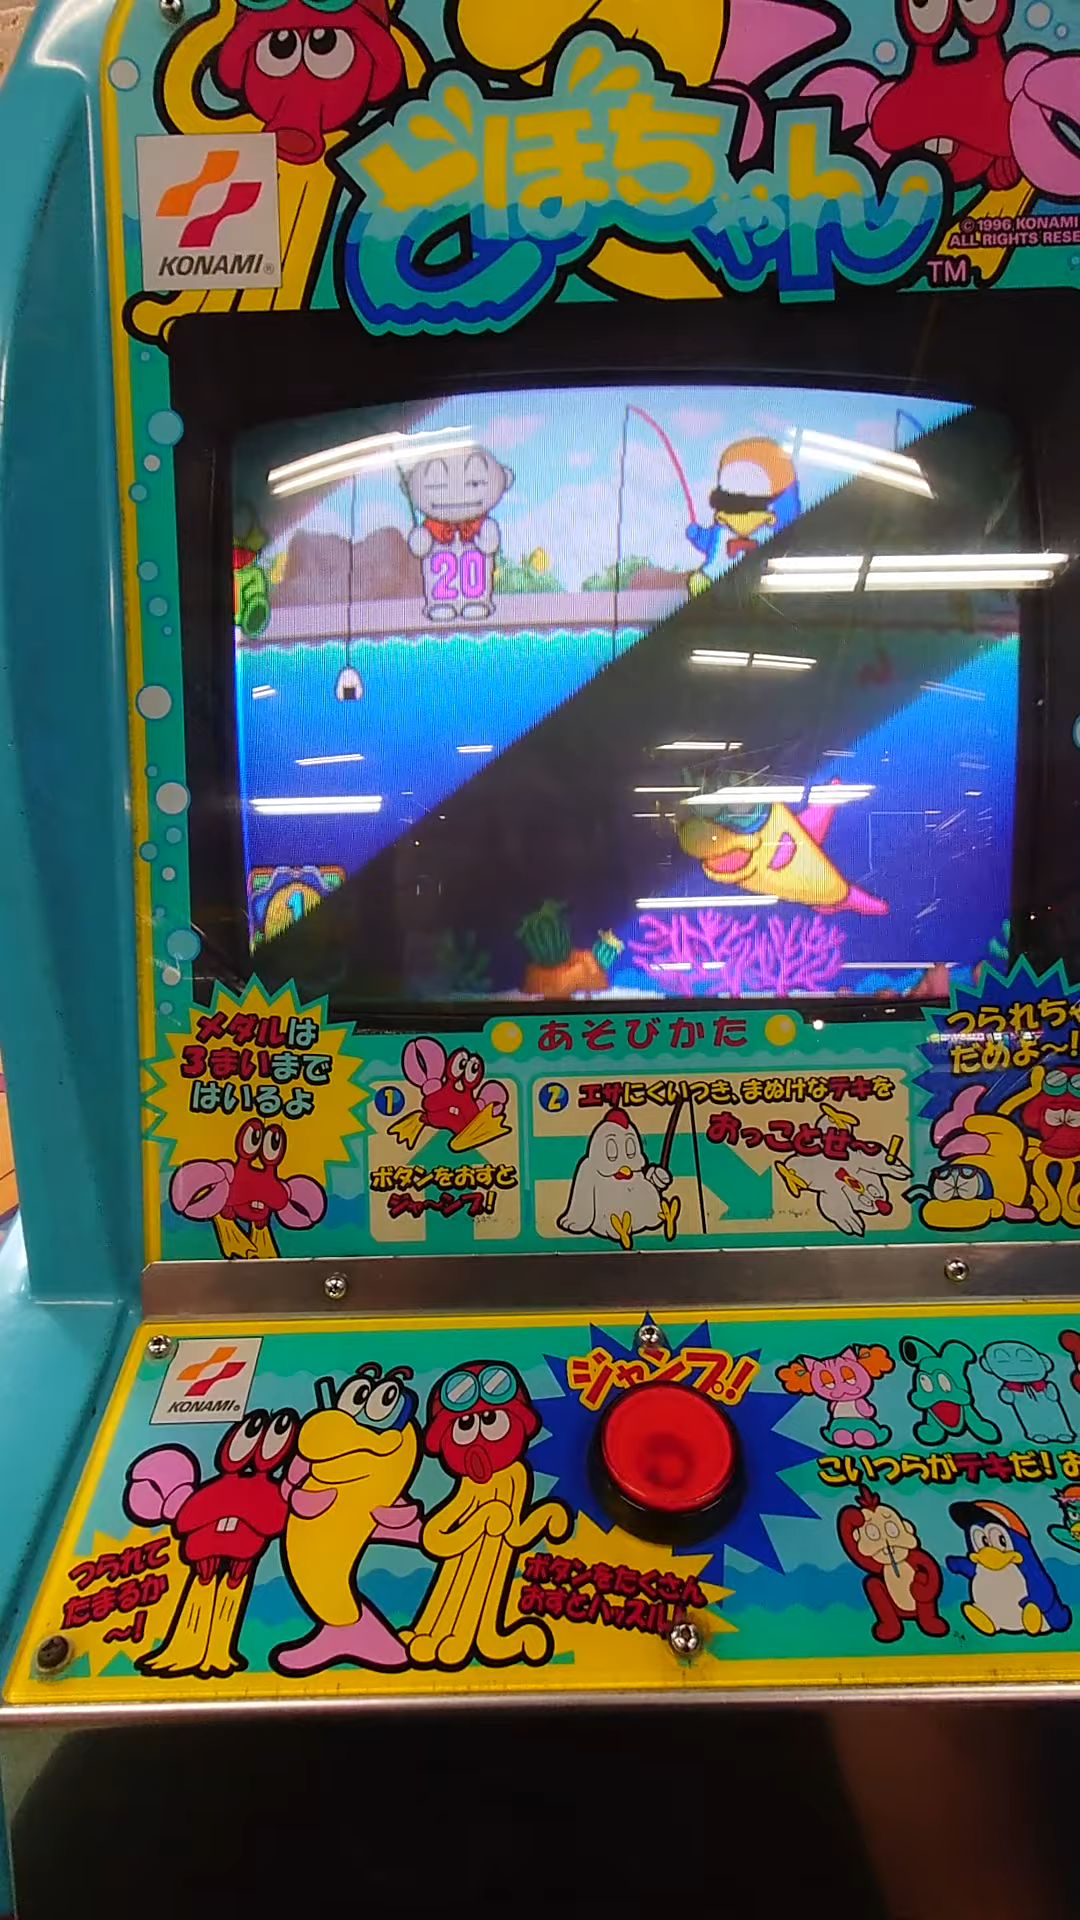 どぼちゃん
KONAMI®
©1996 KONAMI
ALL RIGHTS RESE
TM
20
1
メダルは
3まいまで
はいるよ
あそびかた
つられちゃ
だめよ〜!
1
ボタンをおすと
ジャ〜ンプ!
2 エサにくいつき、まぬけなテキを
おっことせ〜!
KONAMI®
ジャンプ!
こいつらがテキだ!お
つられて
たまるか
〜!
ボタンをたくさん
おすとハッスル!